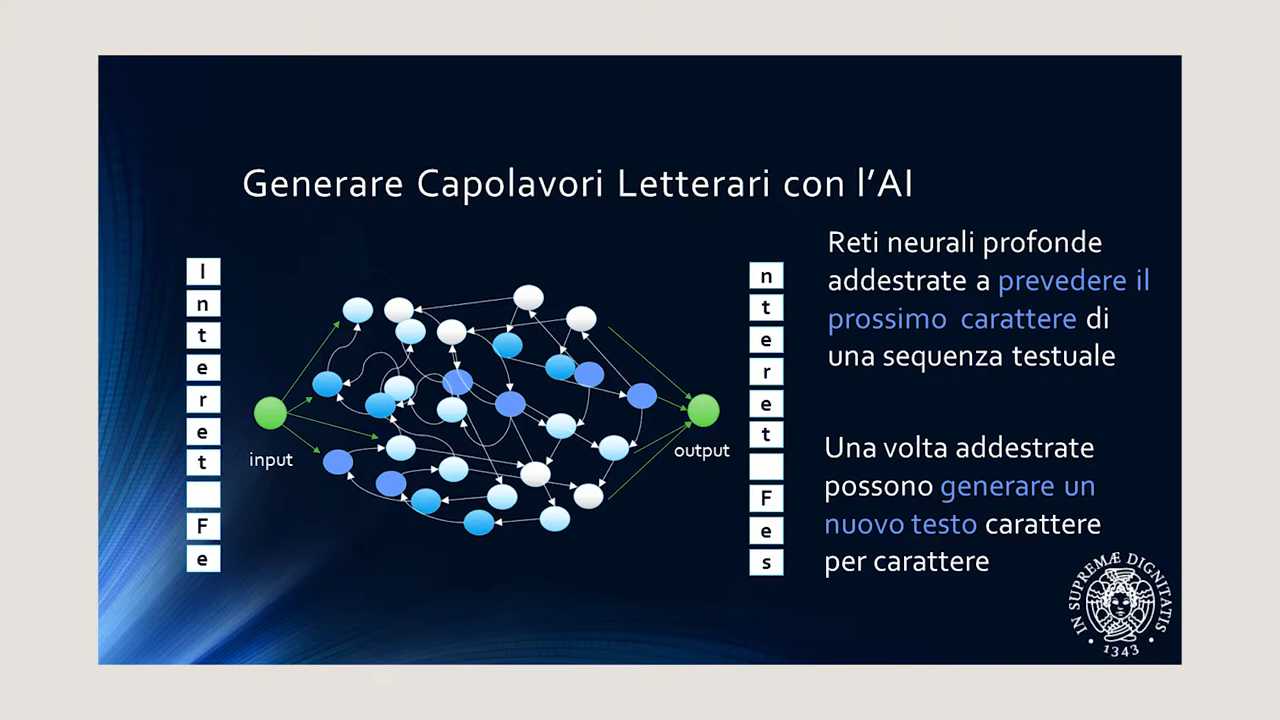 Generare Capolavori Letterari con l’AI
I
n
t
e
r
e
t
F
e
input
output
n
t
e
r
e
t
F
e
s
Reti neurali profonde
addestrate a prevedere il
prossimo carattere di
una sequenza testuale
Una volta addestrate
possono generare un
nuovo testo carattere
per carattere
IN SUPREMÆ DIGNITATIS
• 1343 •